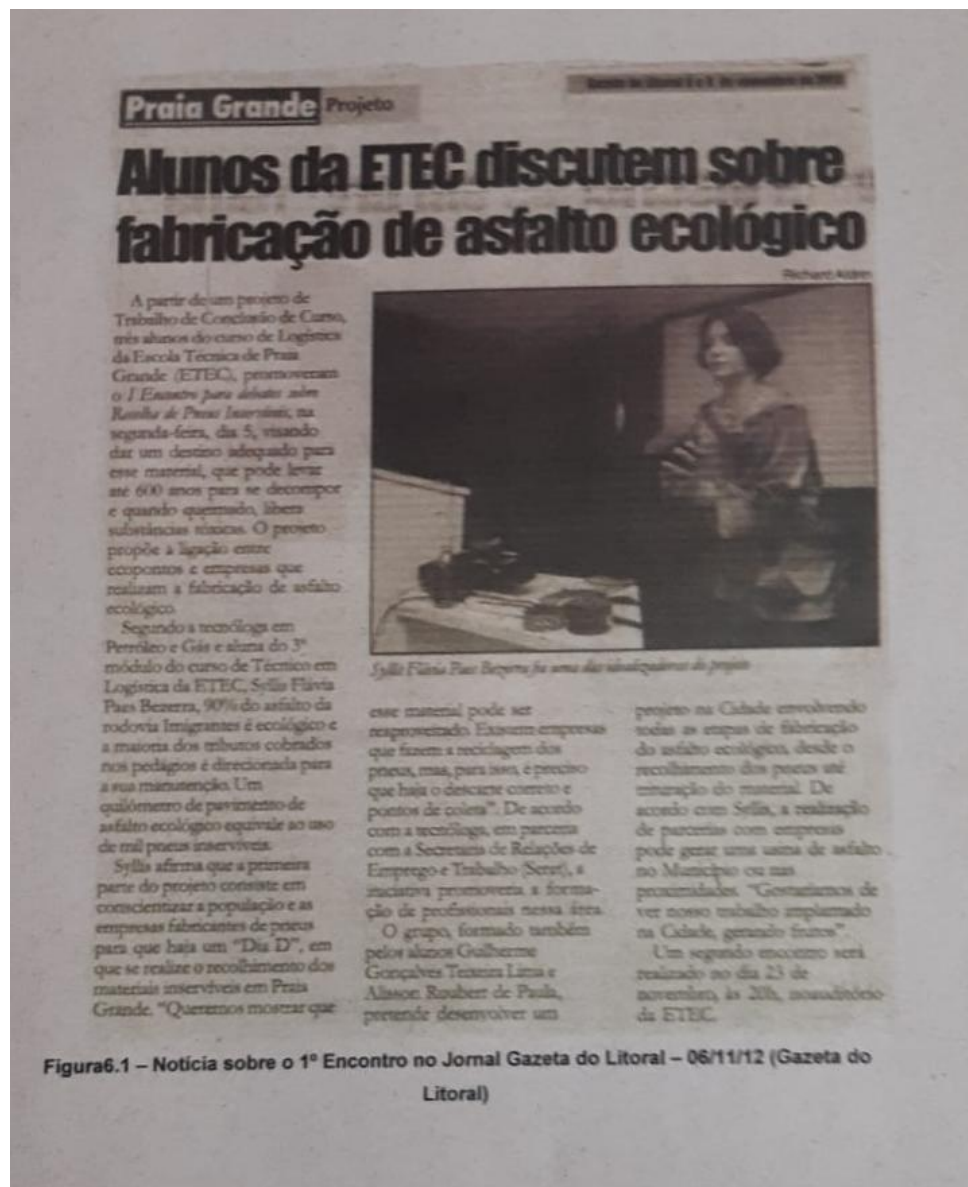 Praia Grande Projeto
Alunos da ETEC discutem sobre
fabricação de asfalto ecológico
Richard Aldrin
A partir de um projeto de
Trabalho de Conclusão de Curso,
três alunos do curso de Logística
da Escola Técnica de Praia
Grande (ETEC), promoveram
o I Encontro para debates sobre
Recolha de Pneus Inservíveis, na
segunda-feira, dia 5, visando
dar um destino adequado para
esse material, que pode levar
até 600 anos para se decompor
e quando queimado, libera
substâncias tóxicas. O projeto
propõe a ligação entre
ecopontos e empresas que
realizam a fabricação de asfalto
ecológico.
Segundo a tecnóloga em
Petróleo e Gás e aluna do 3º
módulo do curso de Técnico em
Logística da ETEC, Syllis Flávia
Paes Bezerra, 90% do asfalto da
rodovia Imigrantes é ecológico e
a maioria dos tributos cobrados
nos pedágios é direcionada para
a sua manutenção. Um
quilômetro de pavimento de
asfalto ecológico equivale ao uso
de mil pneus inservíveis.
Syllis afirma que a primeira
parte do projeto consiste em
conscientizar a população e as
empresas fabricantes de pneus
para que haja um "Dia D", em
que se realize o recolhimento dos
materiais inservíveis em Praia
Grande. "Queremos mostrar que
Syllis Flávia Paes Bezerra foi uma das idealizadoras do projeto
esse material pode ser
reaproveitado. Existem empresas
que fazem a reciclagem dos
pneus, mas, para isso, é preciso
que haja o descarte correto e
pontos de coleta". De acordo
com a tecnóloga, em parceria
com a Secretaria de Relações de
Emprego e Trabalho (Seret), a
iniciativa promoveria a forma-
ção de profissionais nessa área.
O grupo, formado também
pelos alunos Guilherme
Gonçalves Teixeira Lima e
Alisson Roubert de Paula,
pretende desenvolver um
projeto na Cidade envolvendo
todas as etapas de fabricação
do asfalto ecológico, desde o
recolhimento dos pneus até
trituração do material. De
acordo com Syllis, a realização
de parcerias com empresas
pode gerar uma usina de asfalto
no Município ou nas
proximidades. "Gostaríamos de
ver nosso trabalho implantado
na Cidade, gerando frutos".
Um segundo encontro será
realizado no dia 23 de
novembro, às 20h, no auditório
da ETEC.
Figura6.1 – Notícia sobre o 1º Encontro no Jornal Gazeta do Litoral – 06/11/12 (Gazeta do
Litoral)